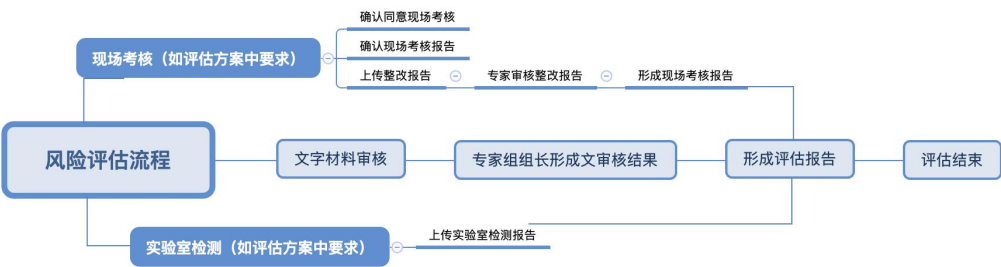 确认同意现场考核
现场考核（如评估方案中要求）
确认现场考核报告
上传整改报告
专家审核整改报告
形成现场考核报告
风险评估流程
文字材料审核
专家组组长形成文审核结果
形成评估报告
评估结束
实验室检测（如评估方案中要求）
上传实验室检测报告